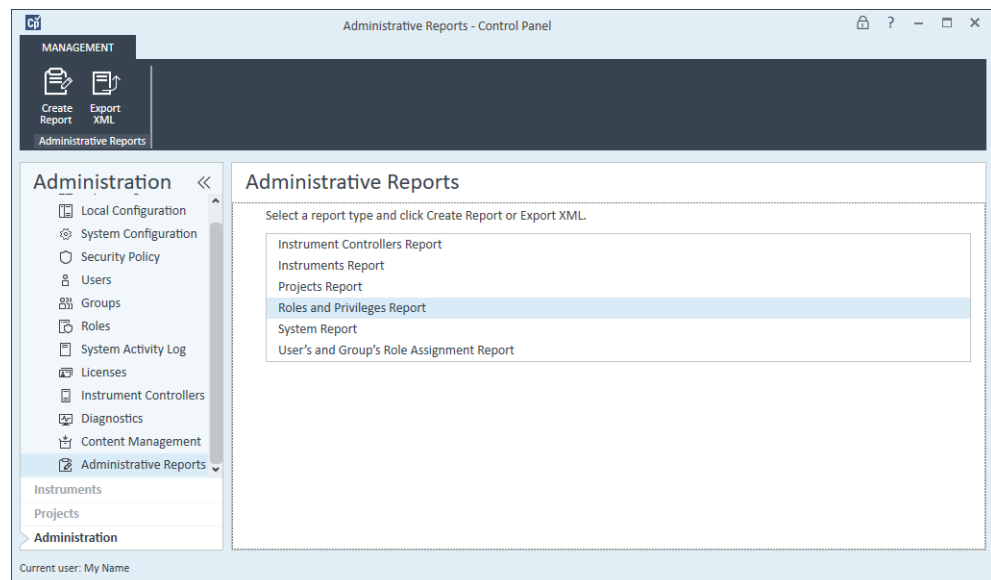 Cp
Administrative Reports - Control Panel
?
MANAGEMENT
Create Report
Export XML
Administrative Reports
Administration
Local Configuration
System Configuration
Security Policy
Users
Groups
Roles
System Activity Log
Licenses
Instrument Controllers
Diagnostics
Content Management
Administrative Reports
Instruments
Projects
Administration
Administrative Reports
Select a report type and click Create Report or Export XML.
Instrument Controllers Report
Instruments Report
Projects Report
Roles and Privileges Report
System Report
User's and Group's Role Assignment Report
Current user: My Name